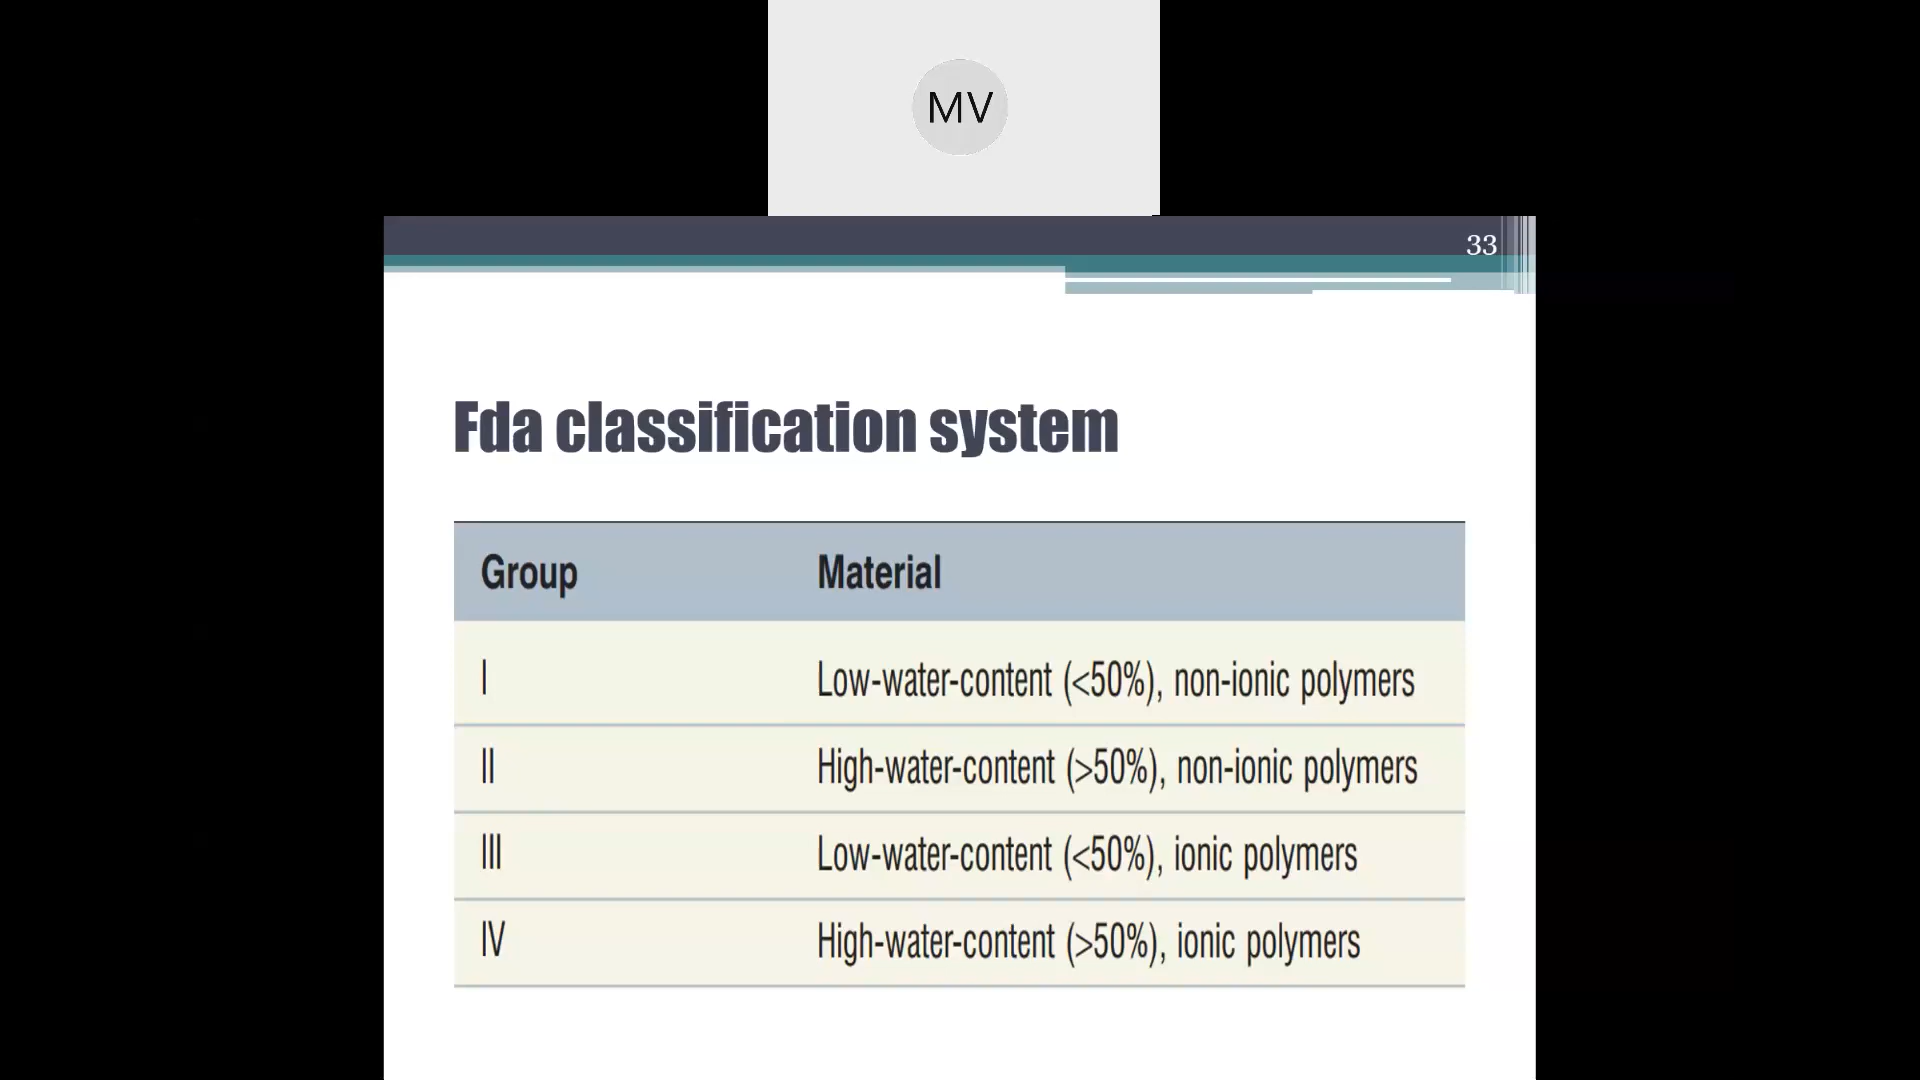 MV
33
Fda classification system
Group Material
I Low-water-content (<50%), non-ionic polymers
II High-water-content (>50%), non-ionic polymers
III Low-water-content (<50%), ionic polymers
IV High-water-content (>50%), ionic polymers